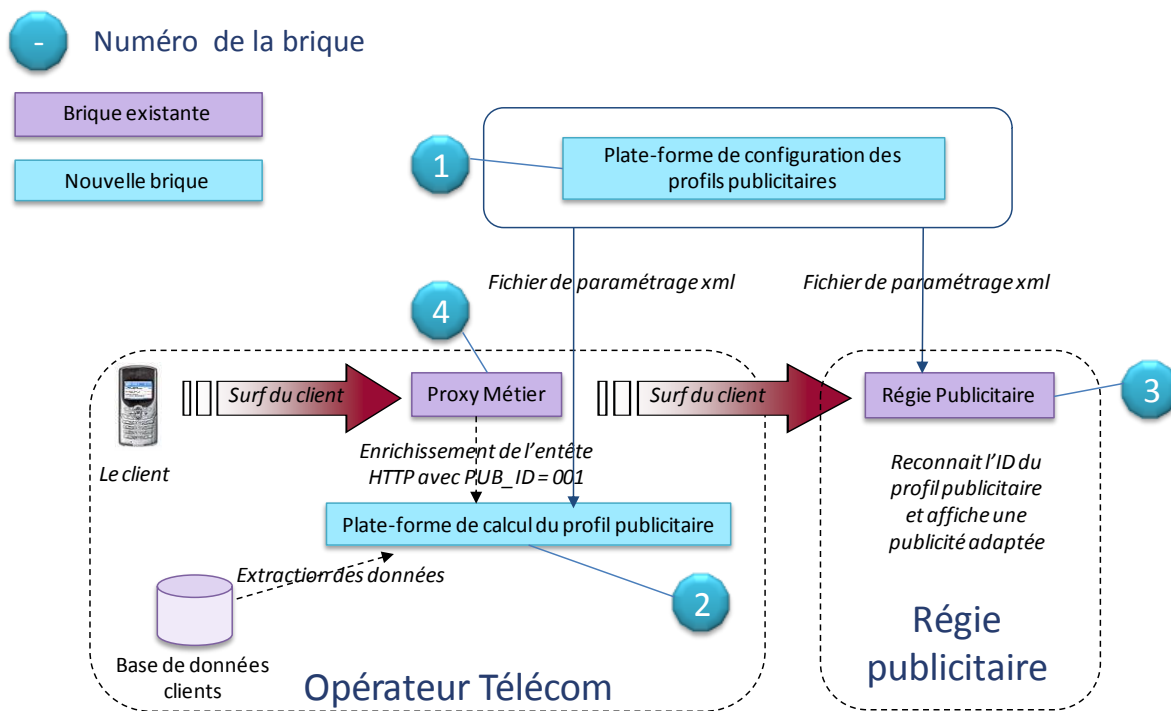 -
Numéro de la brique
Brique existante
Nouvelle brique
1
Plate-forme de configuration des
profils publicitaires
Fichier de paramétrage xml
Fichier de paramétrage xml
4
Surf du client
Proxy Métier
Surf du client
Régie Publicitaire
3
Le client
Enrichissement de l'entête
HTTP avec PUB_ID = 001
Reconnait l'ID du
profil publicitaire
et affiche une
publicité adaptée
Plate-forme de calcul du profil publicitaire
Extraction des données
2
Base de données
clients
Opérateur Télécom
Régie
publicitaire